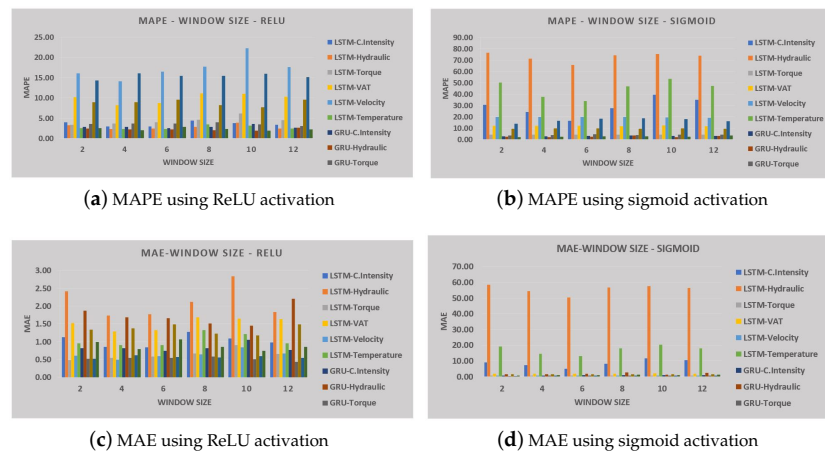 MAPE - WINDOW SIZE - RELU
25.00
20.00
15.00
10.00
5.00
0.00
MAPE
2 4 6 8 10 12
WINDOW SIZE
LSTM-C.Intensity
LSTM-Hydraulic
LSTM-Torque
LSTM-VAT
LSTM-Velocity
LSTM-Temperature
GRU-C.Intensity
GRU-Hydraulic
GRU-Torque
(a) MAPE using ReLU activation
MAPE - WINDOW SIZE - SIGMOID
90.00
80.00
70.00
60.00
50.00
40.00
30.00
20.00
10.00
0.00
MAPE
2 4 6 8 10 12
WINDOW SIZE
LSTM-C.Intensity
LSTM-Hydraulic
LSTM-Torque
LSTM-VAT
LSTM-Velocity
LSTM-Temperature
GRU-C.Intensity
GRU-Hydraulic
GRU-Torque
(b) MAPE using sigmoid activation
MAE-WINDOW SIZE - RELU
3.00
2.50
2.00
1.50
1.00
0.50
0.00
MAE
2 4 6 8 10 12
WINDOW SIZE
LSTM-C.Intensity
LSTM-Hydraulic
LSTM-Torque
LSTM-VAT
LSTM-Velocity
LSTM-Temperature
GRU-C.Intensity
GRU-Hydraulic
GRU-Torque
(c) MAE using ReLU activation
MAE-WINDOW SIZE - SIGMOID
70.00
60.00
50.00
40.00
30.00
20.00
10.00
0.00
MAE
2 4 6 8 10 12
WINDOW SIZE
LSTM-C.Intensity
LSTM-Hydraulic
LSTM-Torque
LSTM-VAT
LSTM-Velocity
LSTM-Temperature
GRU-C.Intensity
GRU-Hydraulic
GRU-Torque
(d) MAE using sigmoid activation